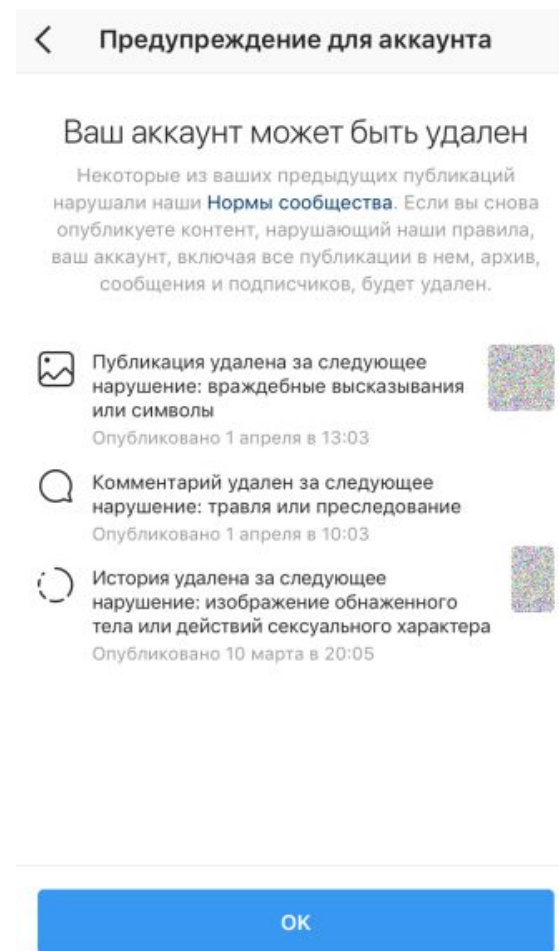 Предупреждение для аккаунта
Ваш аккаунт может быть удален
Некоторые из ваших предыдущих публикаций
нарушали наши Нормы сообщества. Если вы снова
опубликуете контент, нарушающий наши правила,
ваш аккаунт, включая все публикации в нем, архив,
сообщения и подписчиков, будет удален.
Публикация удалена за следующее
нарушение: враждебные высказывания
или символы
Опубликовано 1 апреля в 13:03
Комментарий удален за следующее
нарушение: травля или преследование
Опубликовано 1 апреля в 10:03
История удалена за следующее
нарушение: изображение обнаженного
тела или действий сексуального характера
Опубликовано 10 марта в 20:05
ОК